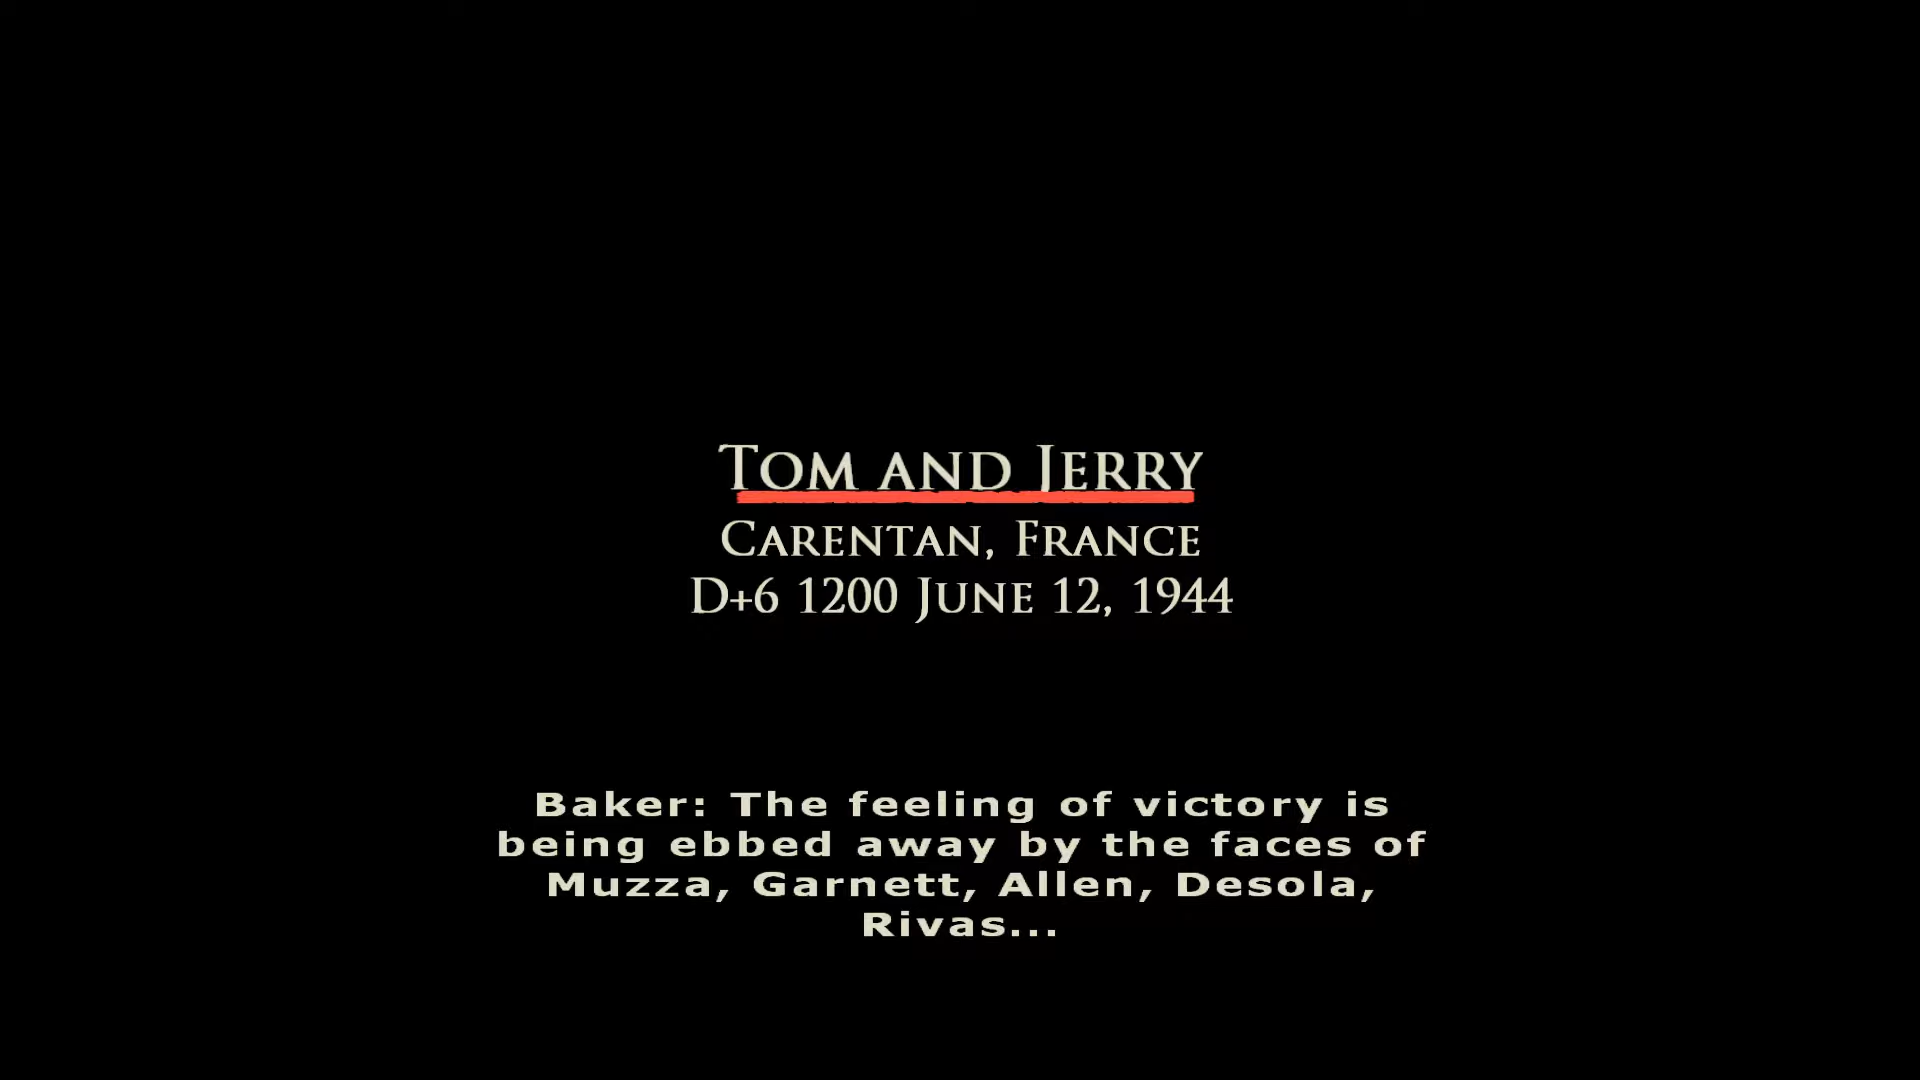 Tom and Jerry
Carentan, France
D+6 1200 June 12, 1944
Baker: The feeling of victory is
being ebbed away by the faces of
Muzza, Garnett, Allen, Desola,
Rivas...